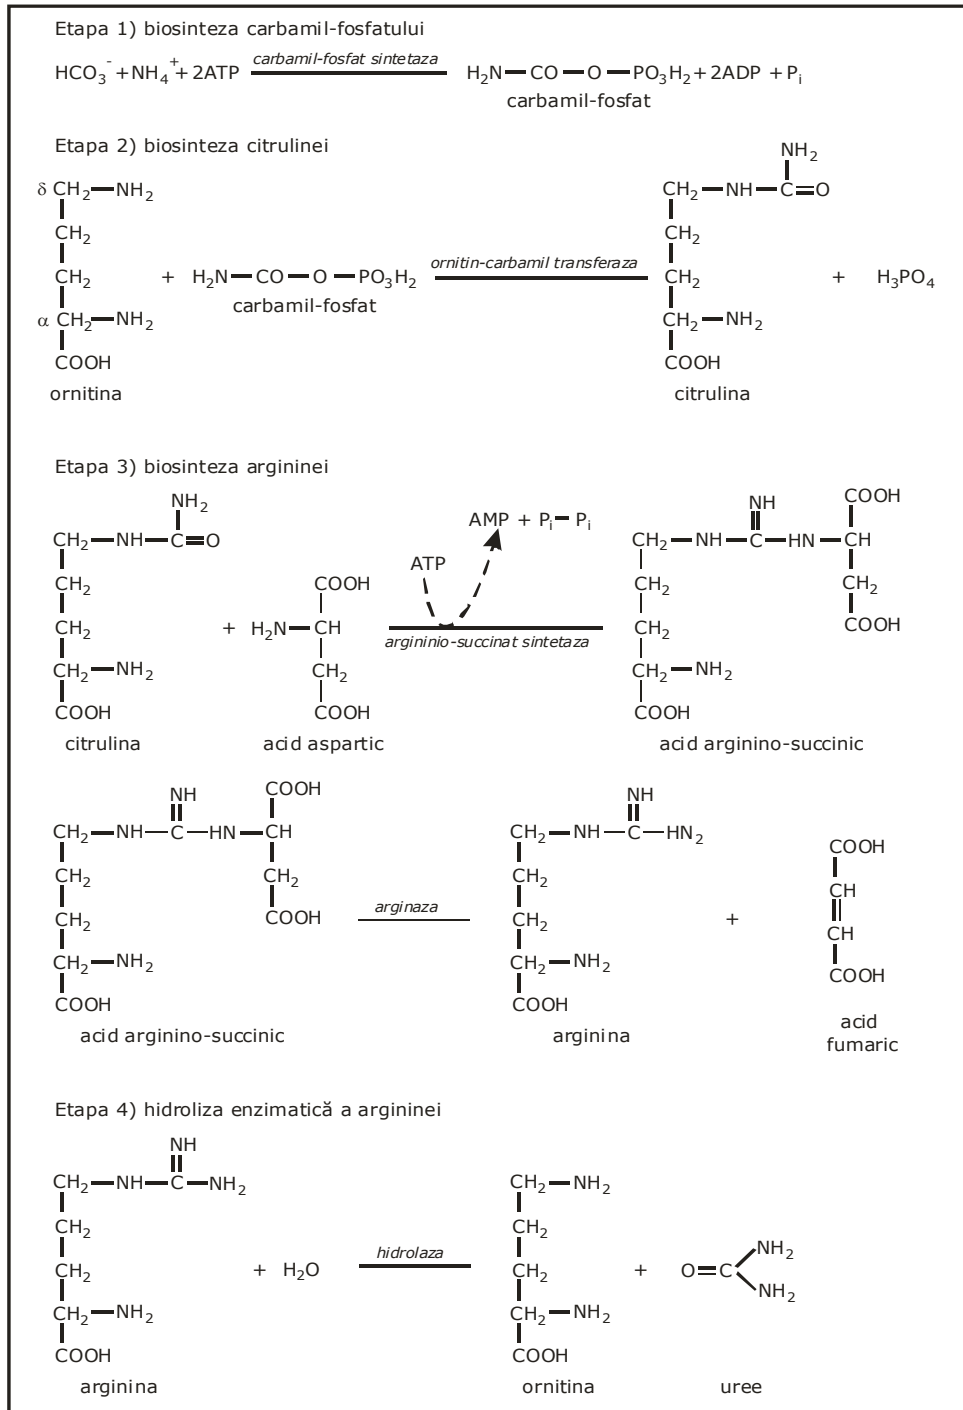 Etapa 1) biosinteza carbamil-fosfatului
HCO₃⁻+NH₄⁺+ 2ATP carbamil-fosfat sintetaza H₂N—CO—O—PO₃H₂+ 2ADP + Pᵢ
carbamil-fosfat
Etapa 2) biosinteza citrulinei
NH₂
δ CH₂—NH₂ CH₂—NH—C=O
CH₂ CH₂
CH₂ + H₂N—CO—O—PO₃H₂ ornitin-carbamil transferaza CH₂ + H₃PO₄
carbamil-fosfat
α CH₂—NH₂ CH₂—NH₂
COOH COOH
ornitina citrulina
Etapa 3) biosinteza argininei
NH₂ AMP + Pᵢ—Pᵢ NH COOH
CH₂—NH—C=O CH₂—NH—C—HN—CH
ATP
CH₂ COOH CH₂ CH₂
CH₂ + H₂N—CH arginio-succinat sintetaza CH₂ COOH
CH₂—NH₂ CH₂ CH₂—NH₂
COOH COOH COOH
citrulina acid aspartic acid arginino-succinic
NH COOH NH
CH₂—NH—C—HN—CH CH₂—NH—C—HN₂ COOH
CH₂ CH₂ CH₂ CH
CH₂ COOH arginaza CH₂ + CH
CH₂—NH₂ CH₂—NH₂ COOH
COOH COOH
acid arginino-succinic arginina acid
fumaric
Etapa 4) hidroliza enzimatică a argininei
NH
CH₂—NH—C—NH₂ CH₂—NH₂
CH₂ CH₂ NH₂
CH₂ + H₂O hidrolaza CH₂ + O=C
CH₂—NH₂ CH₂—NH₂ NH₂
COOH COOH
arginina ornitina uree